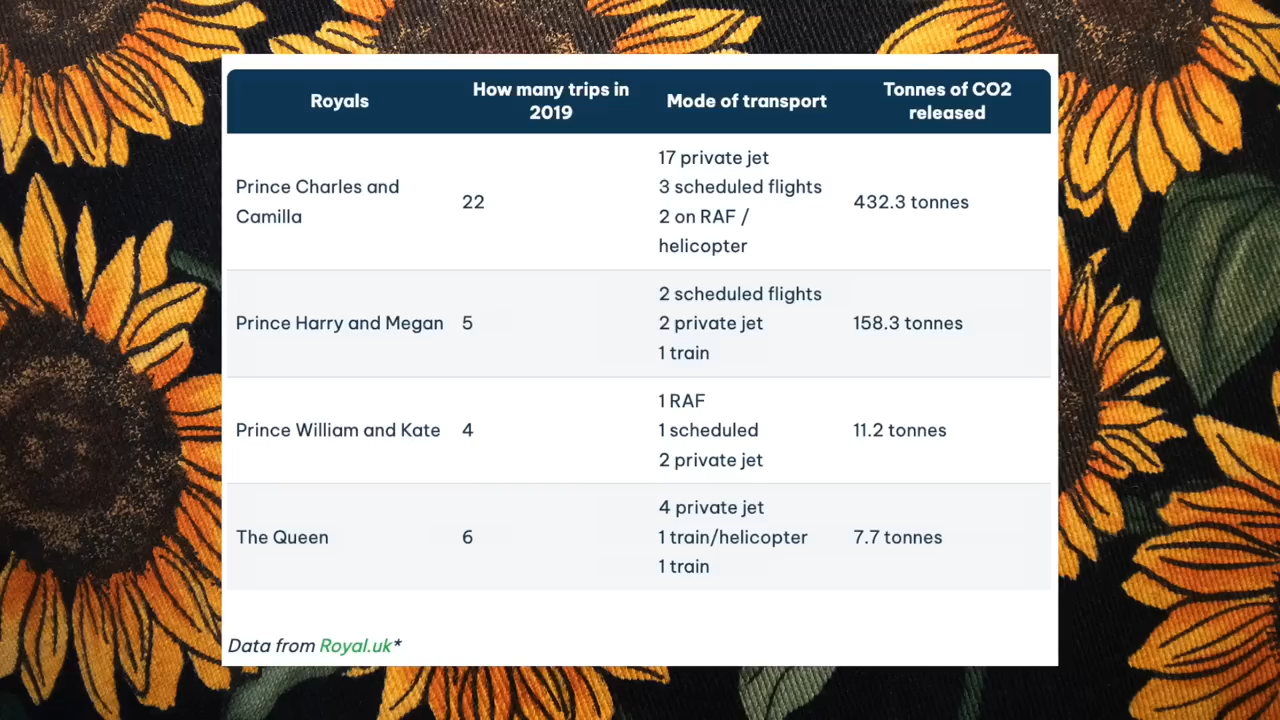 Royals
How many trips in
2019
Mode of transport
Tonnes of CO2
released
Prince Charles and
Camilla
22
17 private jet
3 scheduled flights
2 on RAF /
helicopter
432.3 tonnes
Prince Harry and Megan
5
2 scheduled flights
2 private jet
1 train
158.3 tonnes
Prince William and Kate
4
1 RAF
1 scheduled
2 private jet
11.2 tonnes
The Queen
6
4 private jet
1 train/helicopter
1 train
7.7 tonnes
Data from Royal.uk*